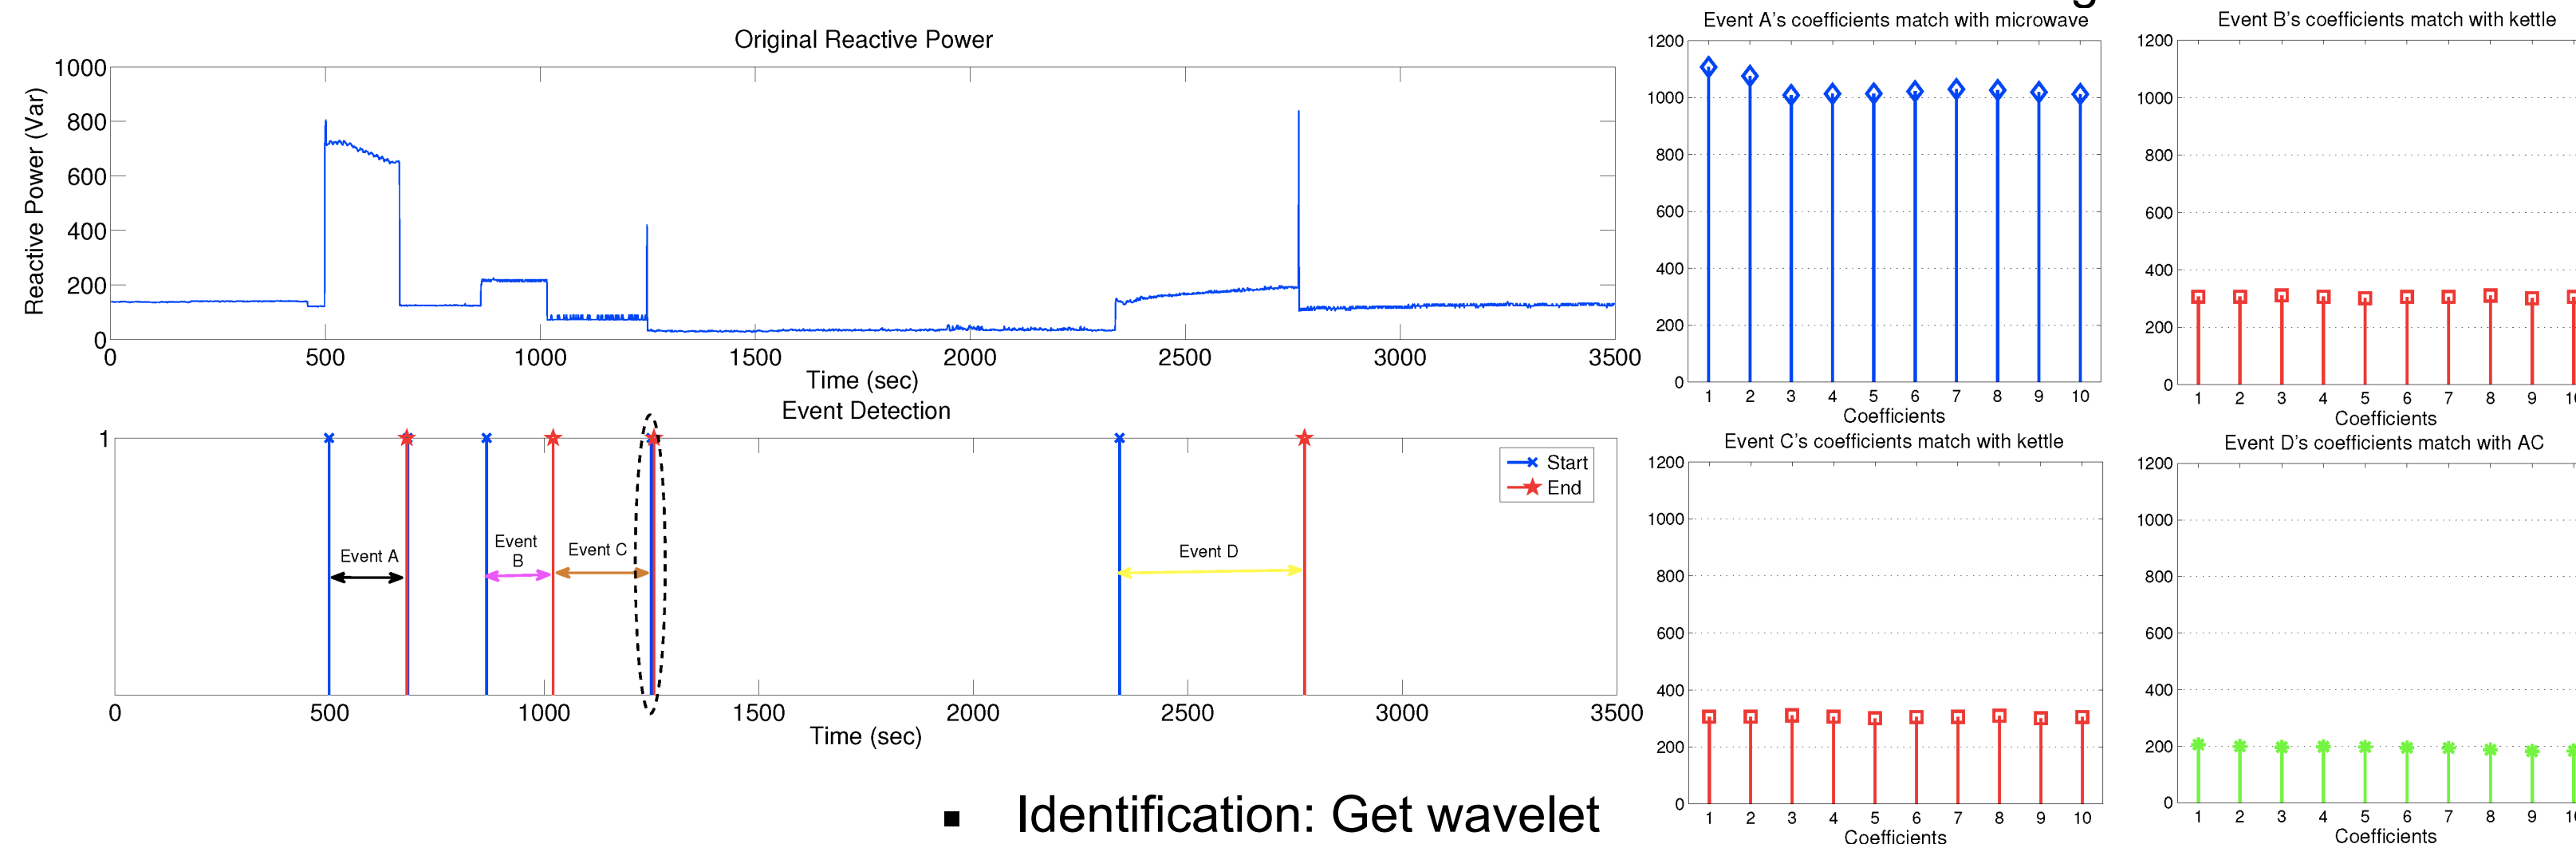 Original Reactive Power
Reactive Power (Var)
1000
800
600
400
200
0
0 500 1000 1500 2000 2500 3000 3500
Time (sec)
Event Detection
1
Start
End
Event A
Event
B
Event C
Event D
0 500 1000 1500 2000 2500 3000 3500
Time (sec)
Event A's coefficients match with microwave
1200
1000
800
600
400
200
0
1 2 3 4 5 6 7 8 9 10
Coefficients
Event B's coefficients match with kettle
1200
1000
800
600
400
200
0
1 2 3 4 5 6 7 8 9
Coefficients
Event C's coefficients match with kettle
1200
1000
800
600
400
200
0
1 2 3 4 5 6 7 8 9 10
Coefficients
Event D's coefficients match with AC
1200
1000
800
600
400
200
0
1 2 3 4 5 6 7 8 9
Coefficients
▪ Identification: Get wavelet